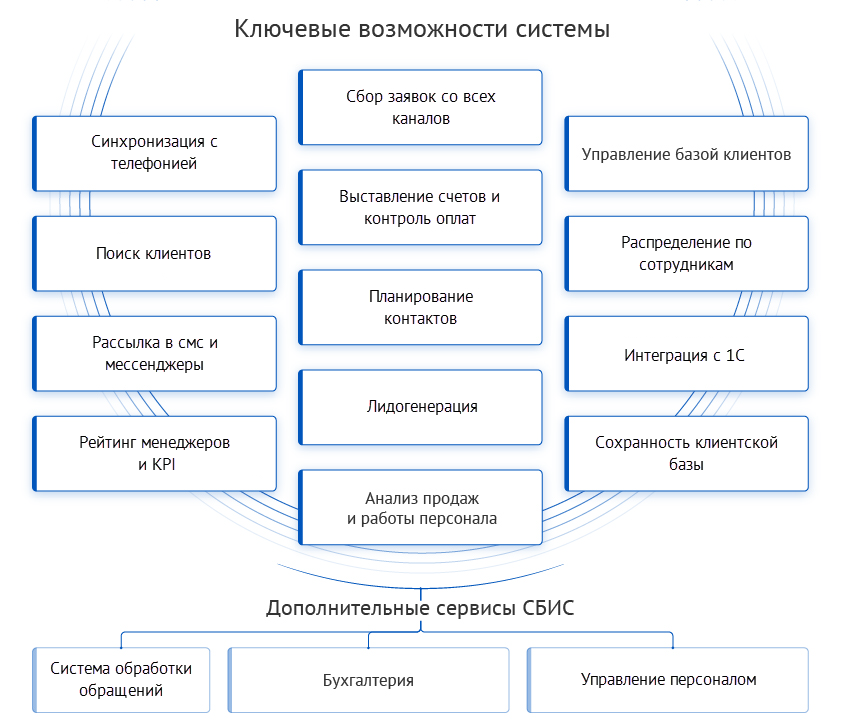 Ключевые возможности системы
Синхронизация с
телефонией
Поиск клиентов
Рассылка в смс и
мессенджеры
Рейтинг менеджеров
и KPI
Сбор заявок со всех
каналов
Выставление счетов и
контроль оплат
Планирование
контактов
Лидогенерация
Анализ продаж
и работы персонала
Управление базой клиентов
Распределение по
сотрудникам
Интеграция с 1С
Сохранность клиентской
базы
Дополнительные сервисы СБИС
Система обработки
обращений
Бухгалтерия
Управление персоналом